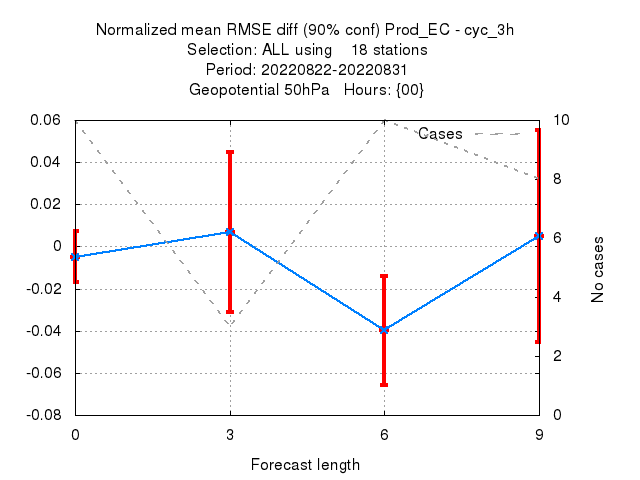 Normalized mean RMSE diff (90% conf) Prod_EC - cyc_3h
Selection: ALL using    18 stations
Period: 20220822-20220831
Geopotential 50hPa   Hours: {00}
Cases
0.06
0.04
0.02
0
-0.02
-0.04
-0.06
-0.08
10
8
6
4
2
0
No cases
0 3 6 9
Forecast length